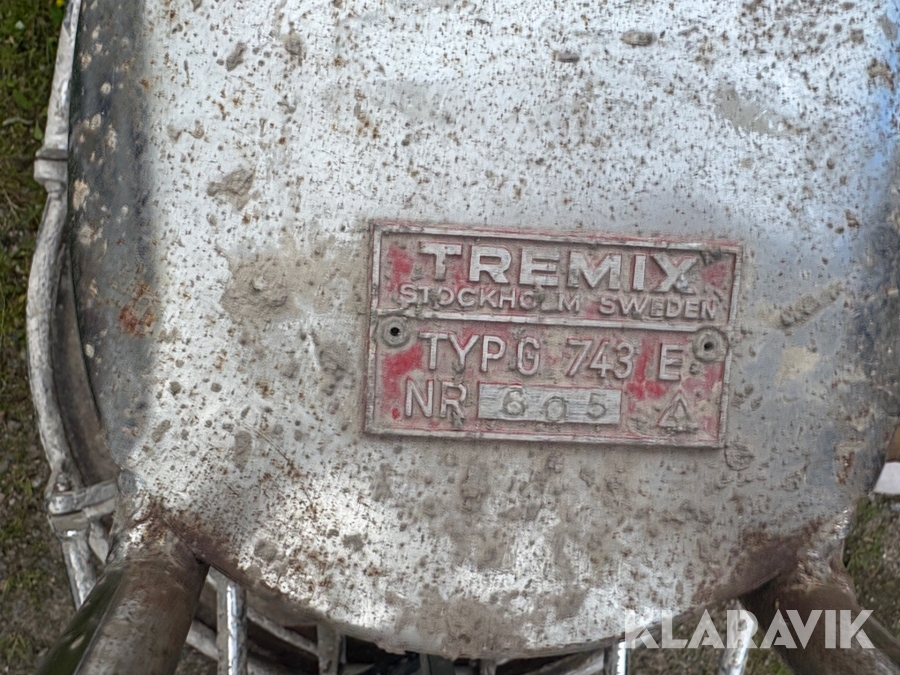 TREMIX
STOCKHOLM SWEDEN
TYP G 743 E
NR 605
KLARAVIK